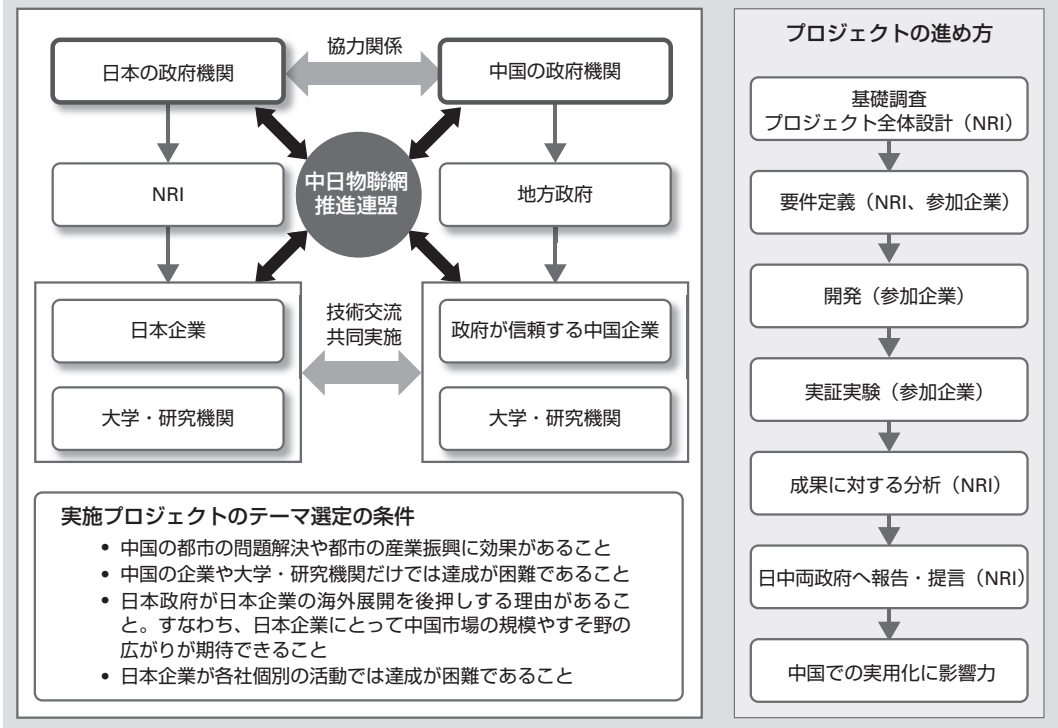 協力関係
日本の政府機関
中国の政府機関
中日物聯網
推進連盟
NRI
地方政府
技術交流
共同実施
日本企業
政府が信頼する中国企業
大学・研究機関
大学・研究機関
実施プロジェクトのテーマ選定の条件
• 中国の都市の問題解決や都市の産業振興に効果があること
• 中国の企業や大学・研究機関だけでは達成が困難であること
• 日本政府が日本企業の海外展開を後押しする理由があるこ
と。すなわち、日本企業にとって中国市場の規模やすそ野の
広がりが期待できること
• 日本企業が各社個別の活動では達成が困難であること
プロジェクトの進め方
基礎調査
プロジェクト全体設計（NRI）
要件定義（NRI、参加企業）
開発（参加企業）
実証実験（参加企業）
成果に対する分析（NRI）
日中両政府へ報告・提言（NRI）
中国での実用化に影響力